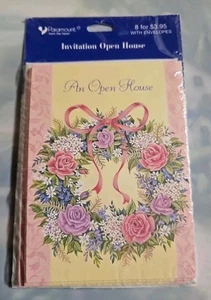 Paramount
8 for $3.95
WITH ENVELOPES
Invitation Open House
An Open House